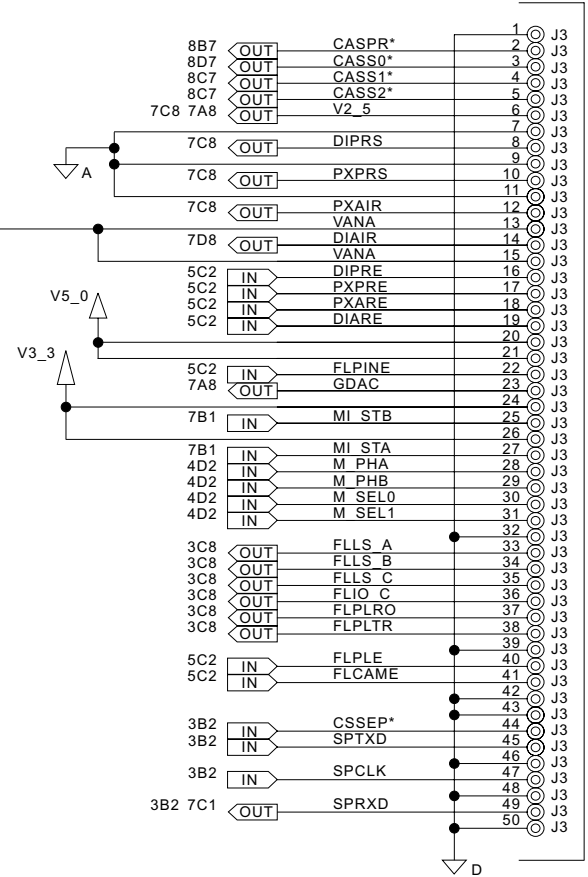 1 J3
8B7 OUT CASPR* 2 J3
8D7 OUT CASS0* 3 J3
8C7 OUT CASS1* 4 J3
8C7 OUT CASS2* 5 J3
7C8 7A8 OUT V2_5 6 J3
7 J3
7C8 OUT DIPRS 8 J3
A 9 J3
7C8 OUT PXPRS 10 J3
11 J3
7C8 OUT PXAIR 12 J3
VANA 13 J3
7D8 OUT DIAIR 14 J3
VANA 15 J3
5C2 IN DIPRE 16 J3
5C2 IN PXPRE 17 J3
V5_0 5C2 IN PXARE 18 J3
5C2 IN DIARE 19 J3
20 J3
V3_3 21 J3
5C2 IN FLPINE 22 J3
7A8 OUT GDAC 23 J3
24 J3
7B1 IN MI_STB 25 J3
26 J3
7B1 IN MI_STA 27 J3
4D2 IN M_PHA 28 J3
4D2 IN M_PHB 29 J3
4D2 IN M_SEL0 30 J3
4D2 IN M_SEL1 31 J3
32 J3
3C8 OUT FLLS_A 33 J3
3C8 OUT FLLS_B 34 J3
3C8 OUT FLLS_C 35 J3
3C8 OUT FLIO_C 36 J3
3C8 OUT FLPLRO 37 J3
3C8 OUT FLPLTR 38 J3
39 J3
5C2 IN FLPLE 40 J3
5C2 IN FLCAME 41 J3
42 J3
43 J3
3B2 IN CSSEP* 44 J3
3B2 IN SPTXD 45 J3
46 J3
3B2 IN SPCLK 47 J3
48 J3
3B2 7C1 OUT SPRXD 49 J3
50 J3
D